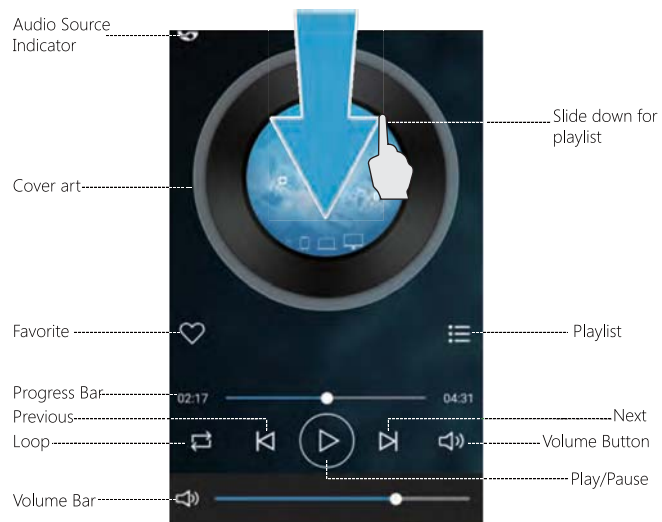 Audio Source
Indicator
Slide down for
playlist
Cover art
Favorite
Playlist
Progress Bar
02:17
04:31
Previous
Next
Loop
Volume Button
Play/Pause
Volume Bar